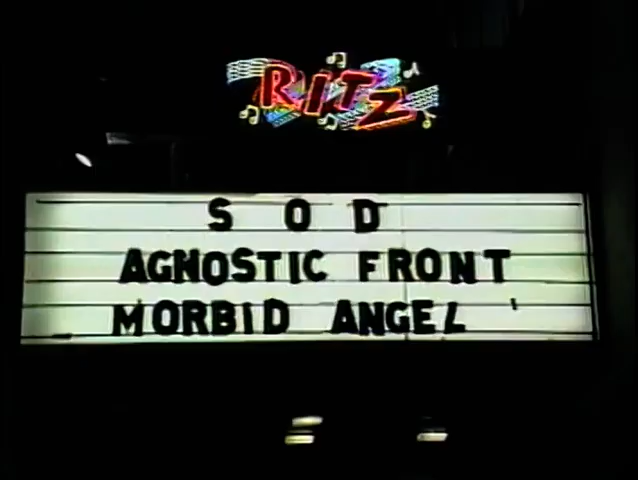 RITZ
S O D
AGNOSTIC FRONT
MORBID ANGEL '